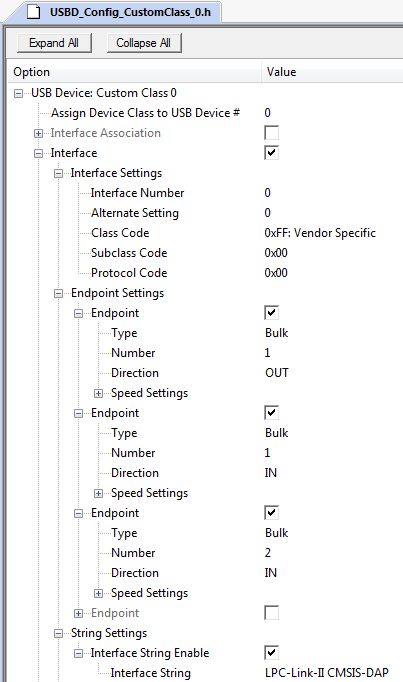 USBD_Config_CustomClass_0.h
Expand All Collapse All
Option Value
USB Device: Custom Class 0
Assign Device Class to USB Device # 0
Interface Association
Interface
Interface Settings
Interface Number 0
Alternate Setting 0
Class Code 0xFF: Vendor Specific
Subclass Code 0x00
Protocol Code 0x00
Endpoint Settings
Endpoint
Type Bulk
Number 1
Direction OUT
Speed Settings
Endpoint
Type Bulk
Number 1
Direction IN
Speed Settings
Endpoint
Type Bulk
Number 2
Direction IN
Speed Settings
Endpoint
String Settings
Interface String Enable
Interface String LPC-Link-II CMSIS-DAP